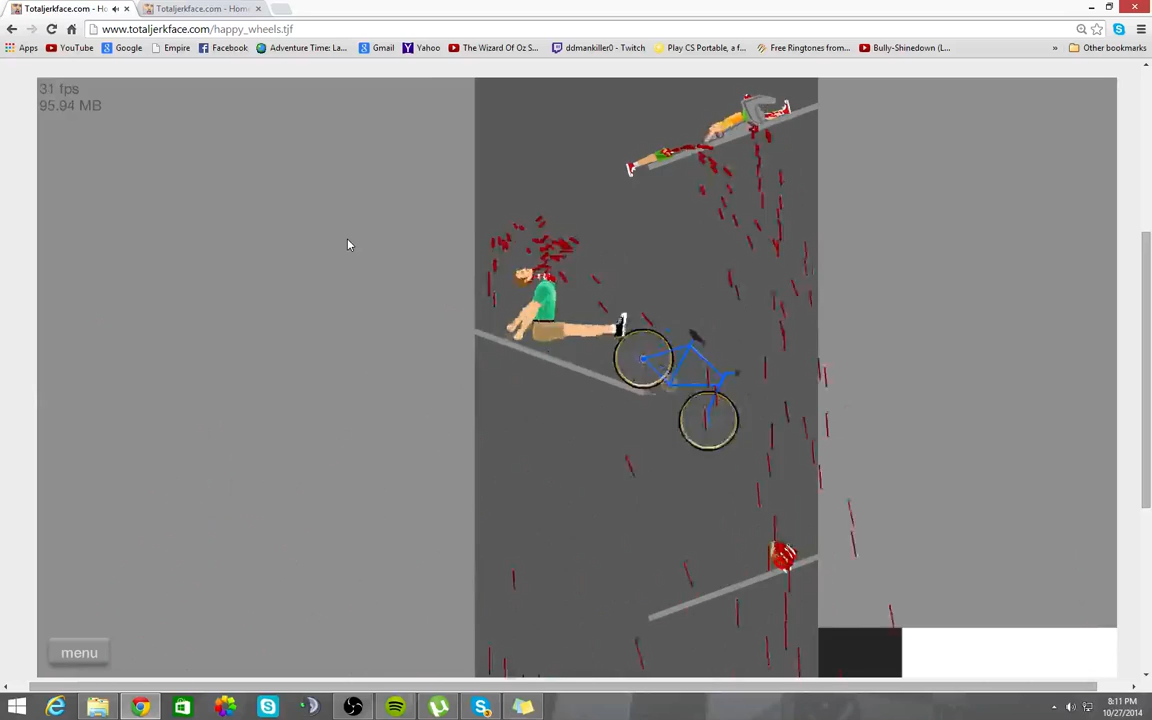 Totaljerkface.com - Ho
Totaljerkface.com - Hom
www.totaljerkface.com/happy_wheels.tjf
Apps YouTube Google Empire Facebook Adventure Time: La... Gmail Yahoo The Wizard Of Oz S... ddmankiller0 - Twitch Play CS Portable, a f... Free Ringtones from... Bully-Shinedown (L... » Other bookmarks
31 fps
95.94 MB
menu
8:11 PM
10/27/2014